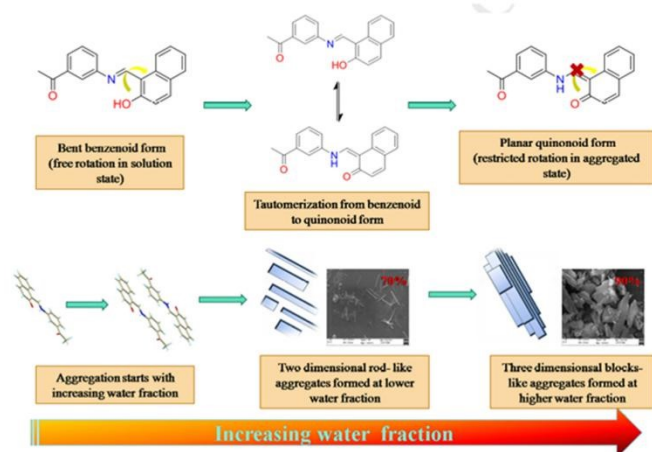 O
N
HO
O
N
HO
O
NH
O
O
NH
O
Bent benzenoid form
(free rotation in solution
state)
Tautomerization from benzenoid
to quinonoid form
Planar quinonoid form
(restricted rotation in aggregated
state)
70%
Aggregation starts with
increasing water fraction
Two dimensional rod- like
aggregates formed at lower
water fraction
Three dimensionsal blocks-
like aggregates formed at
higher water fraction
Increasing water fraction